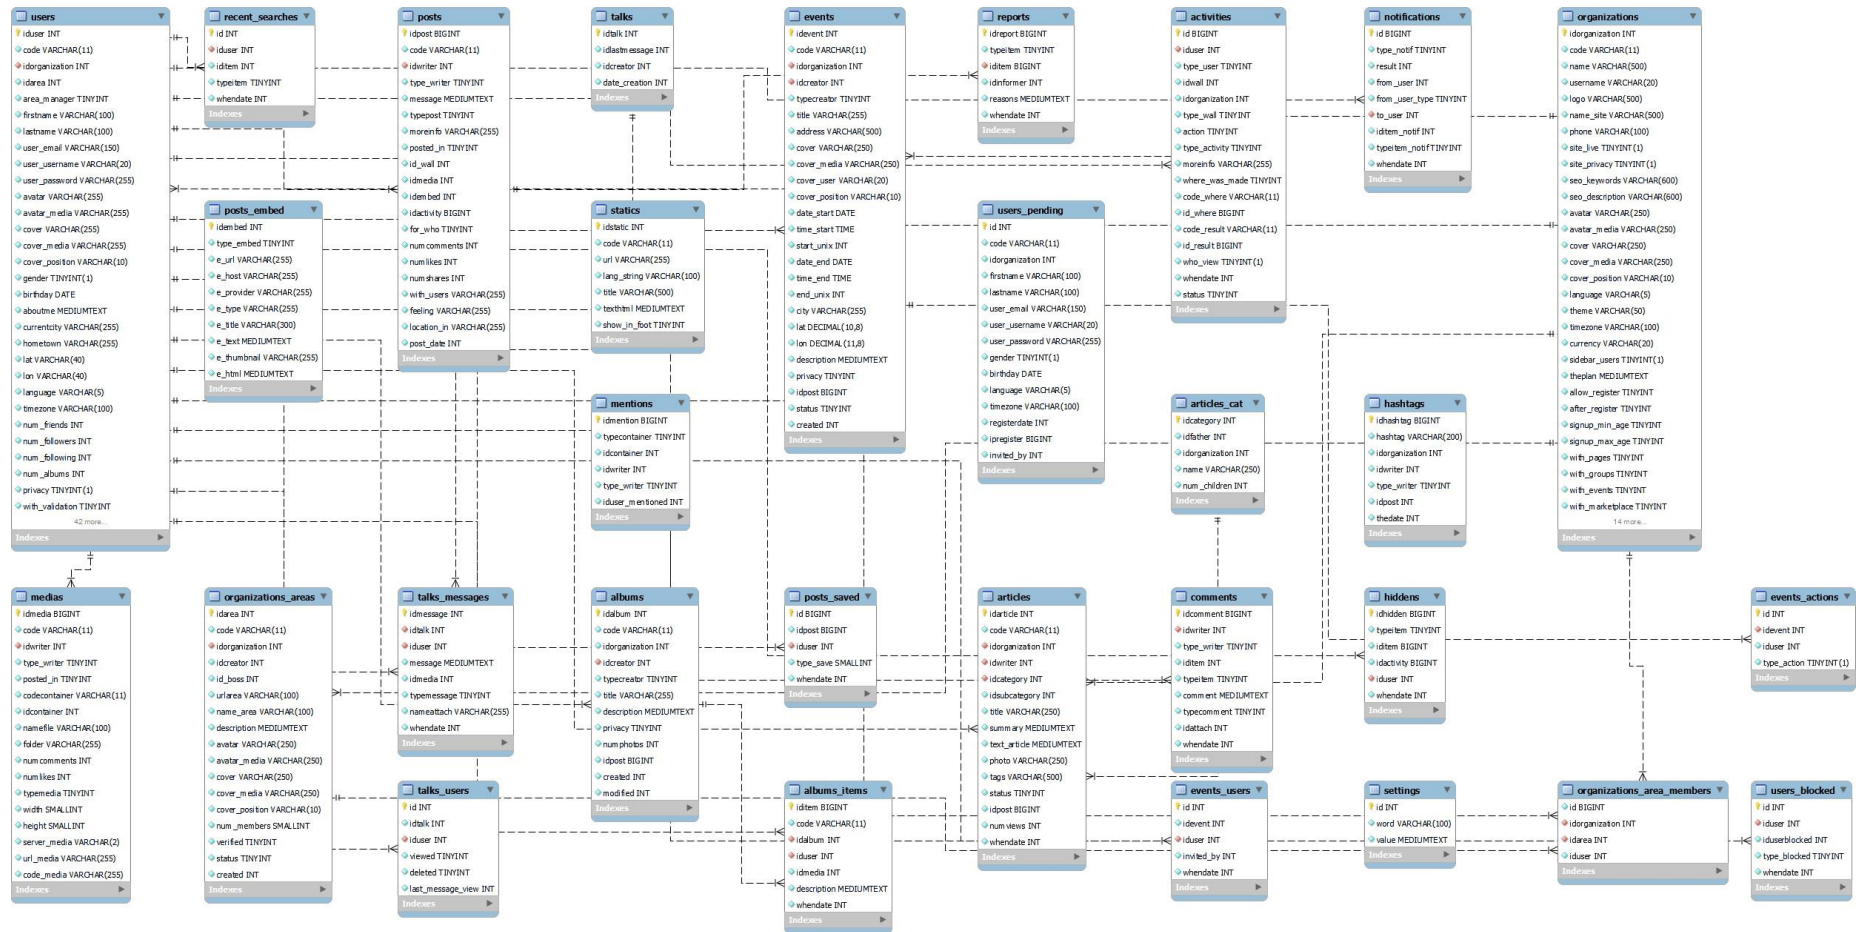 users
iduser INT
code VARCHAR(11)
idorganization INT
idarea INT
area_manager TINYINT
firstname VARCHAR(100)
lastname VARCHAR(100)
user_email VARCHAR(150)
user_username VARCHAR(20)
user_password VARCHAR(255)
avatar VARCHAR(255)
avatar_media VARCHAR(255)
cover VARCHAR(255)
cover_media VARCHAR(255)
cover_position VARCHAR(10)
gender TINYINT(1)
birthday DATE
aboutme MEDIUMTEXT
currentcity VARCHAR(255)
hometown VARCHAR(255)
lat VARCHAR(40)
lon VARCHAR(40)
language VARCHAR(5)
timezone VARCHAR(100)
num_friends INT
num_followers INT
num_following INT
num_albums INT
privacy TINYINT(1)
with_validation TINYINT
42 more...
Indexes
recent_searches
id INT
iduser INT
iditem INT
typeitem TINYINT
whendate INT
Indexes
posts
idpost BIGINT
code VARCHAR(11)
idwriter INT
type_writer TINYINT
message MEDIUMTEXT
typepost TINYINT
moreinfo VARCHAR(255)
posted_in TINYINT
id_wall INT
idmedia INT
idembed INT
idactivity BIGINT
for_who TINYINT
numcomments INT
numlikes INT
numshares INT
with_users VARCHAR(255)
feeling VARCHAR(255)
location_in VARCHAR(255)
post_date INT
Indexes
talks
idtalk INT
idlastmessage INT
idcreator INT
date_creation INT
Indexes
events
idevent INT
code VARCHAR(11)
idorganization INT
idcreator INT
typecreator TINYINT
title VARCHAR(255)
address VARCHAR(500)
cover VARCHAR(250)
cover_media VARCHAR(250)
cover_user VARCHAR(20)
cover_position VARCHAR(10)
date_start DATE
time_start TIME
start_unix INT
date_end DATE
time_end TIME
end_unix INT
city VARCHAR(255)
lat DECIMAL(10,8)
lon DECIMAL(11,8)
description MEDIUMTEXT
privacy TINYINT
idpost BIGINT
status TINYINT
created INT
Indexes
reports
idreport BIGINT
typeitem TINYINT
iditem BIGINT
idinformer INT
reasons MEDIUMTEXT
whendate INT
Indexes
activities
id BIGINT
iduser INT
type_user TINYINT
idwall INT
idorganization INT
type_wall TINYINT
action TINYINT
type_activity TINYINT
moreinfo VARCHAR(255)
where_was_made TINYINT
code_where VARCHAR(11)
id_where BIGINT
code_result VARCHAR(11)
id_result BIGINT
who_view TINYINT(1)
whendate INT
status TINYINT
Indexes
notifications
id BIGINT
type_notif TINYINT
result INT
from_user INT
from_user_type TINYINT
to_user INT
iditem_notif INT
typeitem_notif TINYINT
whendate INT
Indexes
organizations
idorganization INT
code VARCHAR(11)
name VARCHAR(500)
username VARCHAR(20)
logo VARCHAR(500)
name_site VARCHAR(500)
phone VARCHAR(100)
site_live TINYINT(1)
site_privacy TINYINT(1)
seo_keywords VARCHAR(600)
seo_description VARCHAR(600)
avatar VARCHAR(250)
avatar_media VARCHAR(250)
cover VARCHAR(250)
cover_media VARCHAR(250)
cover_position VARCHAR(10)
language VARCHAR(5)
theme VARCHAR(50)
timezone VARCHAR(100)
currency VARCHAR(20)
sidebar_users TINYINT(1)
theplan MEDIUMTEXT
allow_register TINYINT
after_register TINYINT
signup_min_age TINYINT
signup_max_age TINYINT
with_pages TINYINT
with_groups TINYINT
with_events TINYINT
with_marketplace TINYINT
14 more...
Indexes
posts_embed
idembed INT
type_embed TINYINT
e_url VARCHAR(255)
e_host VARCHAR(255)
e_provider VARCHAR(255)
e_type VARCHAR(255)
e_title VARCHAR(300)
e_text MEDIUMTEXT
e_thumbnail VARCHAR(255)
e_html MEDIUMTEXT
Indexes
statics
idstatic INT
code VARCHAR(11)
url VARCHAR(255)
lang_string VARCHAR(100)
title VARCHAR(500)
texthtml MEDIUMTEXT
show_in_foot TINYINT
Indexes
users_pending
id INT
code VARCHAR(11)
idorganization INT
firstname VARCHAR(100)
lastname VARCHAR(100)
user_email VARCHAR(150)
user_username VARCHAR(20)
user_password VARCHAR(255)
gender TINYINT(1)
birthday DATE
language VARCHAR(5)
timezone VARCHAR(100)
registerdate INT
ipregister BIGINT
invited_by INT
Indexes
mentions
idmention BIGINT
typecontainer TINYINT
idcontainer INT
idwriter INT
type_writer TINYINT
iduser_mentioned INT
Indexes
articles_cat
idcategory INT
idfather INT
idorganization INT
name VARCHAR(250)
num_children INT
Indexes
hashtags
idhashtag BIGINT
hashtag VARCHAR(200)
idorganization INT
idwriter INT
type_writer TINYINT
idpost INT
thedate INT
Indexes
medias
idmedia BIGINT
code VARCHAR(11)
idwriter INT
type_writer TINYINT
posted_in TINYINT
codecontainer VARCHAR(11)
idcontainer INT
namefile VARCHAR(100)
folder VARCHAR(255)
numcomments INT
numlikes INT
typemedia TINYINT
width SMALLINT
height SMALLINT
server_media VARCHAR(2)
url_media VARCHAR(255)
code_media VARCHAR(255)
Indexes
organizations_areas
idarea INT
code VARCHAR(11)
idorganization INT
idcreator INT
id_boss INT
urlarea VARCHAR(100)
name_area VARCHAR(100)
description MEDIUMTEXT
avatar VARCHAR(250)
avatar_media VARCHAR(250)
cover VARCHAR(250)
cover_media VARCHAR(250)
cover_position VARCHAR(10)
num_members SMALLINT
verified TINYINT
status TINYINT
created INT
Indexes
talks_messages
idmessage INT
idtalk INT
iduser INT
message MEDIUMTEXT
idmedia INT
typemessage TINYINT
nameattach VARCHAR(255)
whendate INT
Indexes
albums
idalbum INT
code VARCHAR(11)
idorganization INT
idcreator INT
typecreator TINYINT
title VARCHAR(255)
description MEDIUMTEXT
privacy TINYINT
numphotos INT
idpost BIGINT
created INT
modified INT
Indexes
posts_saved
id BIGINT
idpost BIGINT
iduser INT
type_save SMALLINT
whendate INT
Indexes
articles
idarticle INT
code VARCHAR(11)
idorganization INT
idwriter INT
idcategory INT
idsubcategory INT
title VARCHAR(250)
summary MEDIUMTEXT
text_article MEDIUMTEXT
photo VARCHAR(250)
tags VARCHAR(500)
status TINYINT
idpost BIGINT
numviews INT
whendate INT
Indexes
comments
idcomment BIGINT
idwriter INT
type_writer TINYINT
iditem INT
typeitem TINYINT
comment MEDIUMTEXT
typecomment TINYINT
idattach INT
whendate INT
Indexes
hiddens
idhidden BIGINT
typeitem TINYINT
iditem BIGINT
idactivity BIGINT
iduser INT
whendate INT
Indexes
events_actions
id INT
idevent INT
iduser INT
type_action TINYINT(1)
Indexes
talks_users
id INT
idtalk INT
iduser INT
viewed TINYINT
deleted TINYINT
last_message_view INT
Indexes
albums_items
iditem BIGINT
code VARCHAR(11)
idalbum INT
iduser INT
idmedia INT
description MEDIUMTEXT
whendate INT
Indexes
events_users
id INT
idevent INT
iduser INT
invited_by INT
whendate INT
Indexes
settings
id INT
word VARCHAR(100)
value MEDIUMTEXT
Indexes
organizations_area_members
id BIGINT
idorganization INT
idarea INT
iduser INT
Indexes
users_blocked
id INT
iduser INT
iduserblocked INT
type_blocked TINYINT
whendate INT
Indexes